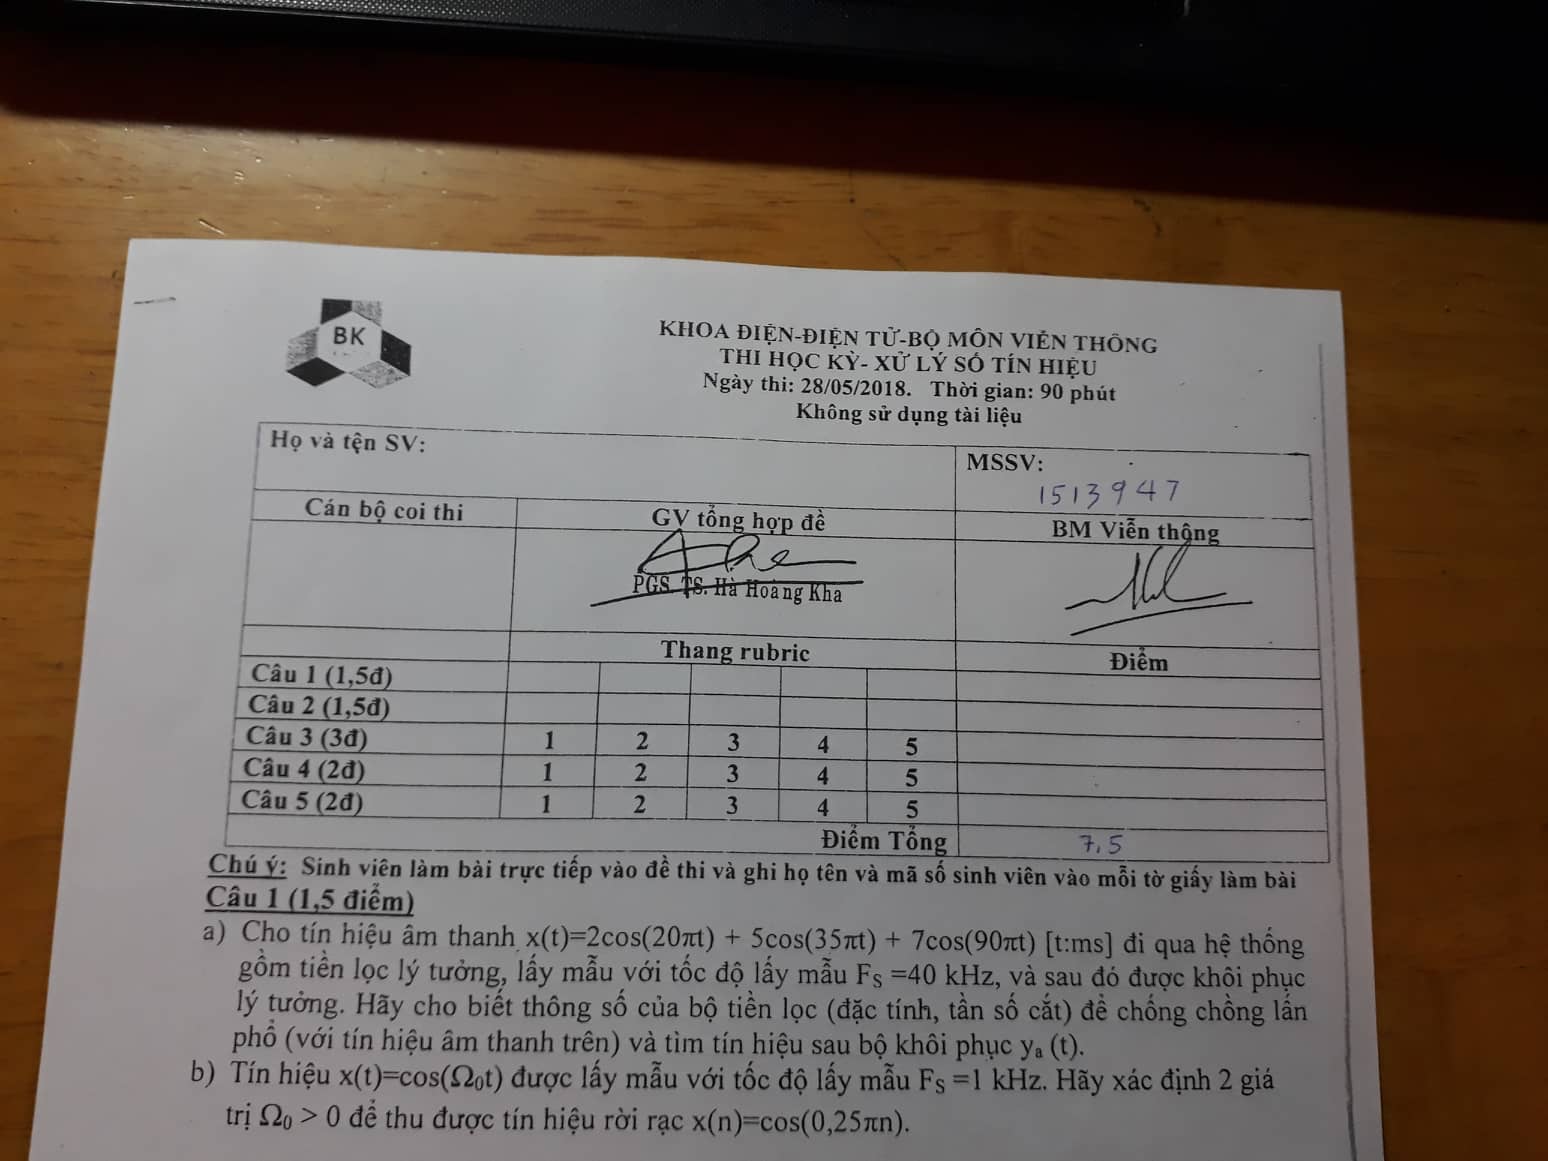 BK
KHOA ĐIỆN-ĐIỆN TỬ-BỘ MÔN VIỄN THÔNG
THI HỌC KỲ- XỬ LÝ SỐ TÍN HIỆU
Ngày thi: 28/05/2018. Thời gian: 90 phút
Không sử dụng tài liệu
Họ và tện SV:
MSSV:
1513947
Cán bộ coi thi
GV tổng hợp đề
BM Viễn thông
PGS. TS. Hà Hoàng Kha
Thang rubric
Điểm
Câu 1 (1,5đ)
Câu 2 (1,5đ)
Câu 3 (3đ) 1 2 3 4 5
Câu 4 (2đ) 1 2 3 4 5
Câu 5 (2đ) 1 2 3 4 5
Điểm Tổng 7,5
Chú ý: Sinh viên làm bài trực tiếp vào đề thi và ghi họ tên và mã số sinh viên vào mỗi tờ giấy làm bài
Câu 1 (1,5 điểm)
a) Cho tín hiệu âm thanh x(t)=2cos(20πt) + 5cos(35πt) + 7cos(90πt) [t:ms] đi qua hệ thống
gồm tiền lọc lý tưởng, lấy mẫu với tốc độ lấy mẫu Fs =40 kHz, và sau đó được khôi phục
lý tưởng. Hãy cho biết thông số của bộ tiền lọc (đặc tính, tần số cắt) để chống chồng lấn
phổ (với tín hiệu âm thanh trên) và tìm tín hiệu sau bộ khôi phục yₐ (t).
b) Tín hiệu x(t)=cos(Ω₀t) được lấy mẫu với tốc độ lấy mẫu Fs =1 kHz. Hãy xác định 2 giá
trị Ω₀ > 0 để thu được tín hiệu rời rạc x(n)=cos(0,25πn).